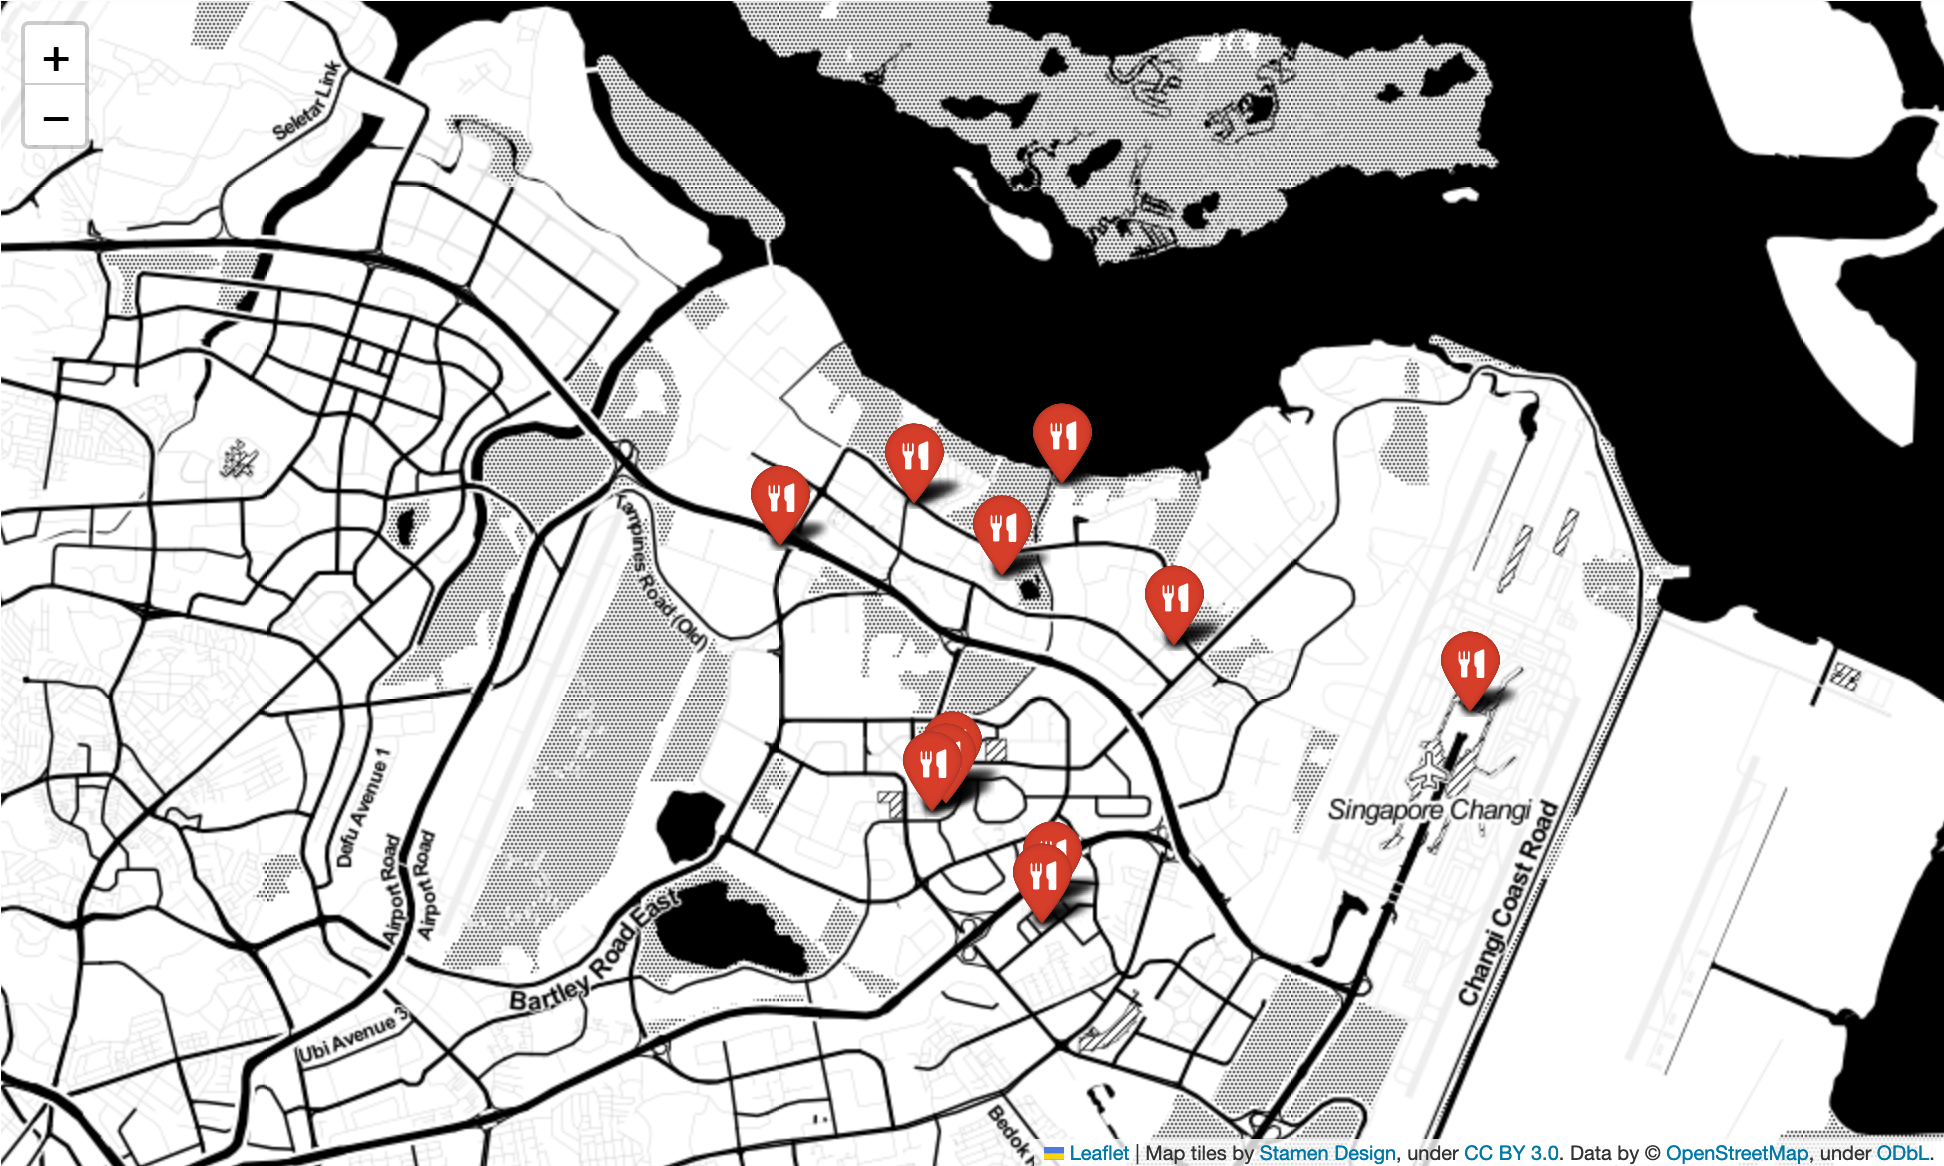 +
−
Seletar Link
Tampines Road (Old)
Singapore Changi
Changi Coast Road
Defu Avenue 1
Airport Road
Airport Road
Bartley Road East
Ubi Avenue 3
Bedok
Leaflet | Map tiles by Stamen Design, under CC BY 3.0. Data by © OpenStreetMap, under ODbL.